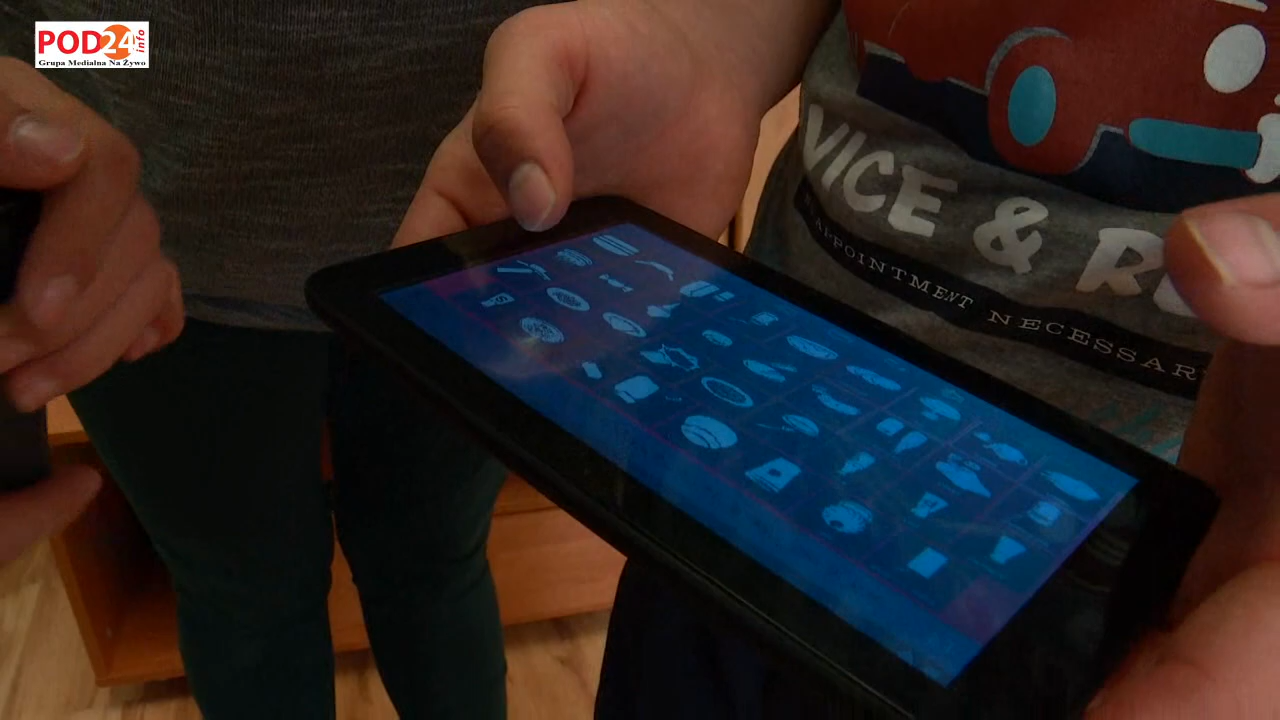 POD24 info
Grupa Medialna Na Żywo
VICE & R
APPOINTMENT NECESSAR